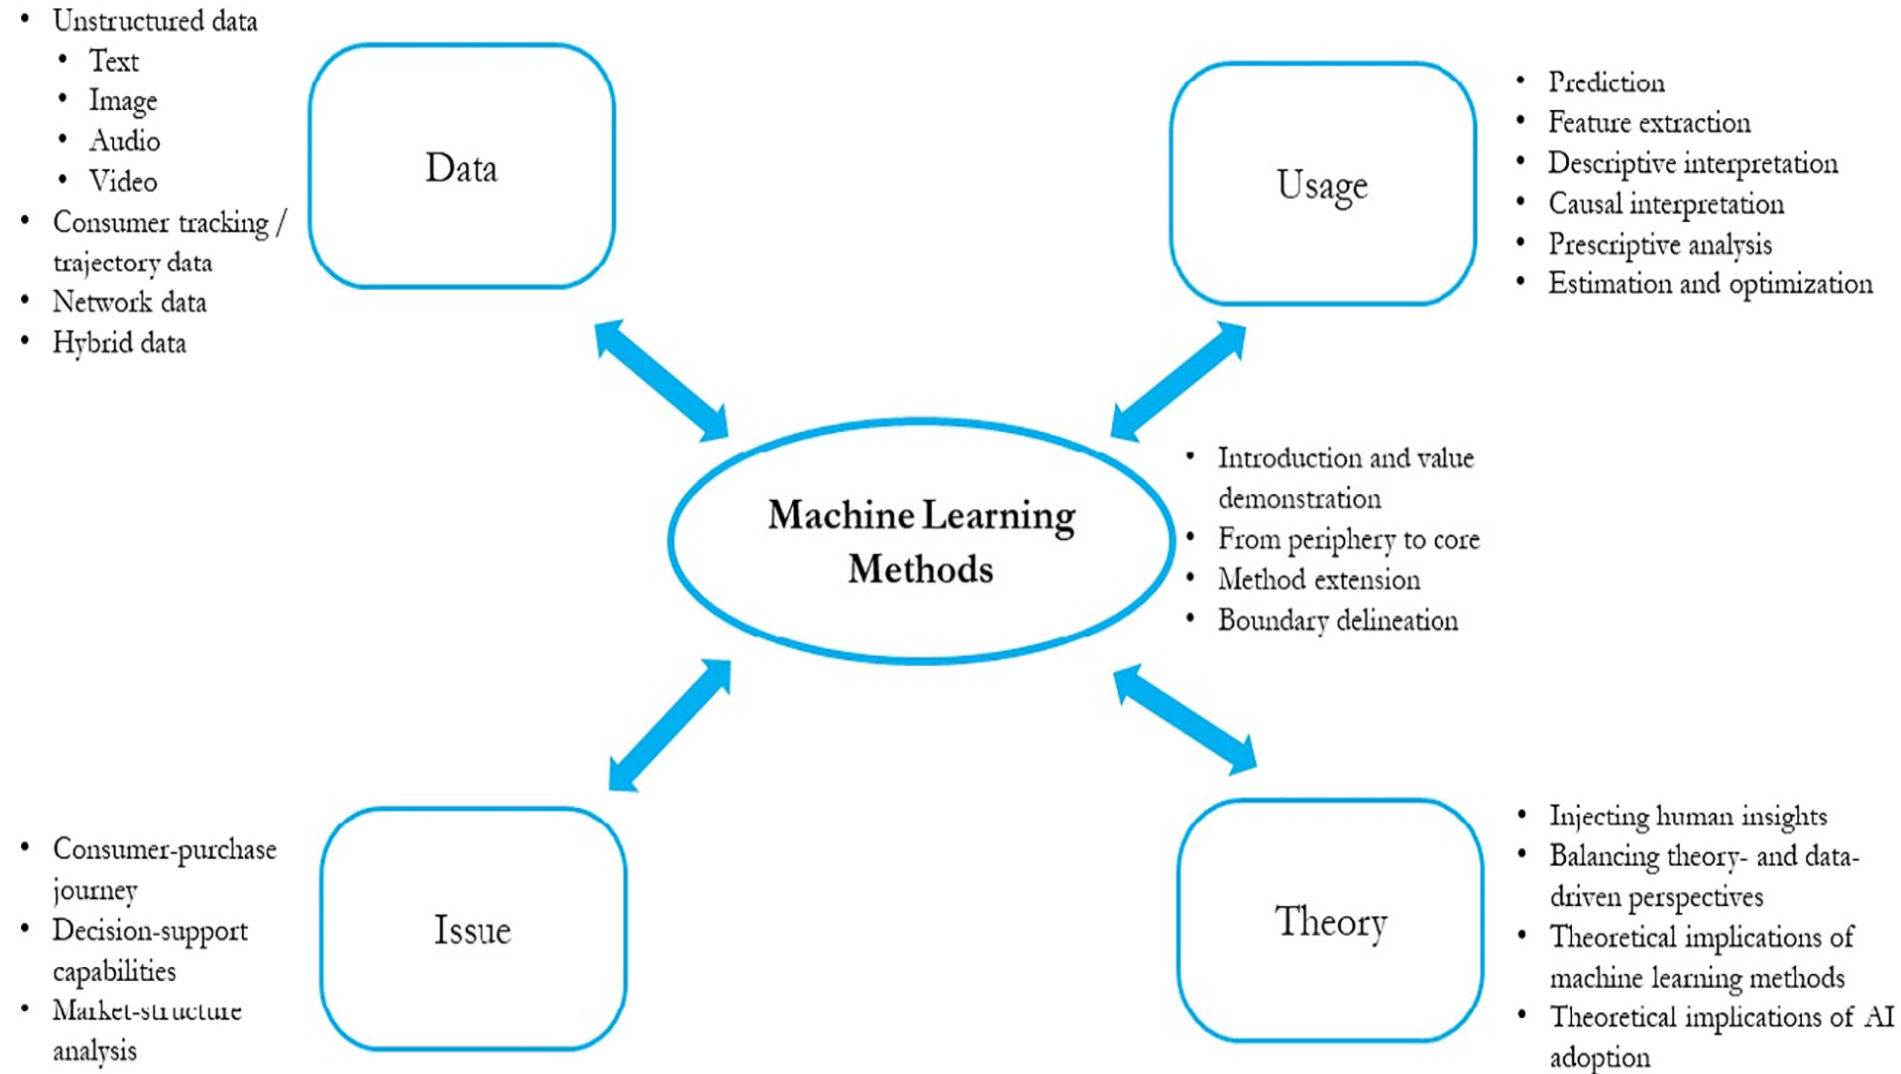 • Unstructured data
• Text
• Image
• Audio
• Video
• Consumer tracking /
trajectory data
• Network data
• Hybrid data
Data
Usage
• Prediction
• Feature extraction
• Descriptive interpretation
• Causal interpretation
• Prescriptive analysis
• Estimation and optimization
Machine Learning
Methods
• Introduction and value
demonstration
• From periphery to core
• Method extension
• Boundary delineation
• Consumer-purchase
journey
• Decision-support
capabilities
• Market-structure
analysis
Issue
Theory
• Injecting human insights
• Balancing theory- and data-
driven perspectives
• Theoretical implications of
machine learning methods
• Theoretical implications of AI
adoption